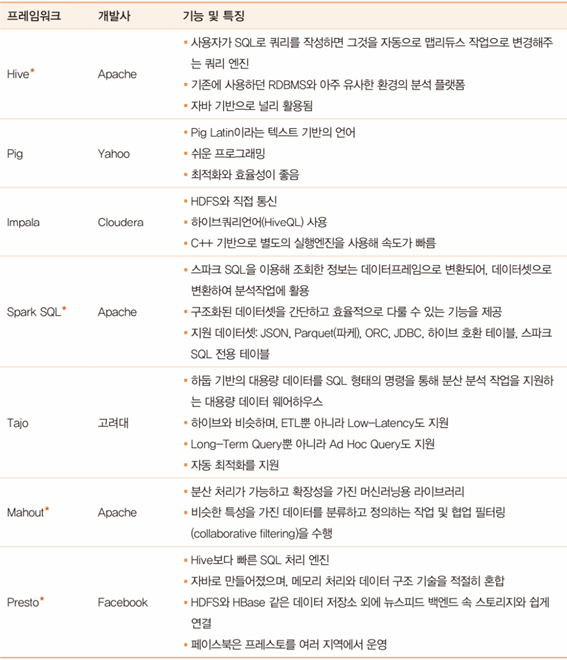 프레임워크 개발사 기능 및 특징
▪ 사용자가 SQL로 쿼리를 작성하면 그것을 자동으로 맵리듀스 작업으로 변경해주
는 쿼리 엔진
Hive* Apache
▪ 기존에 사용하던 RDBMS와 아주 유사한 환경의 분석 플랫폼
▪ 자바 기반으로 널리 활용됨
▪ Pig Latin이라는 텍스트 기반의 언어
Pig Yahoo ▪ 쉬운 프로그래밍
▪ 최적화와 효율성이 좋음
▪ HDFS와 직접 통신
Impala Cloudera ▪ 하이브쿼리언어(HiveQL) 사용
▪ C++ 기반으로 별도의 실행엔진을 사용해 속도가 빠름
▪ 스파크 SQL을 이용해 조회한 정보는 데이터프레임으로 변환되어, 데이터셋으로
변환하여 분석작업에 활용
Spark SQL* Apache ▪ 구조화된 데이터셋을 간단하고 효율적으로 다룰 수 있는 기능을 제공
▪ 지원 데이터셋: JSON, Parquet(파케), ORC, JDBC, 하이브 호환 테이블, 스파크
SQL 전용 테이블
▪ 하둡 기반의 대용량 데이터를 SQL 형태의 명령을 통해 분산 분석 작업을 지원하
는 대용량 데이터 웨어하우스
Tajo 고려대 ▪ 하이브와 비슷하며, ETL뿐 아니라 Low-Latency도 지원
▪ Long-Term Query뿐 아니라 Ad Hoc Query도 지원
▪ 자동 최적화를 지원
▪ 분산 처리가 가능하고 확장성을 가진 머신러닝용 라이브러리
Mahout* Apache ▪ 비슷한 특성을 가진 데이터를 분류하고 정의하는 작업 및 협업 필터링
(collaborative filtering)을 수행
▪ Hive보다 빠른 SQL 처리 엔진
▪ 자바로 만들어졌으며, 메모리 처리와 데이터 구조 기술을 적절히 혼합
Presto* Facebook ▪ HDFS와 HBase 같은 데이터 저장소 외에 뉴스피드 백엔드 속 스토리지와 쉽게
연결
▪ 페이스북은 프레스토를 여러 지역에서 운영